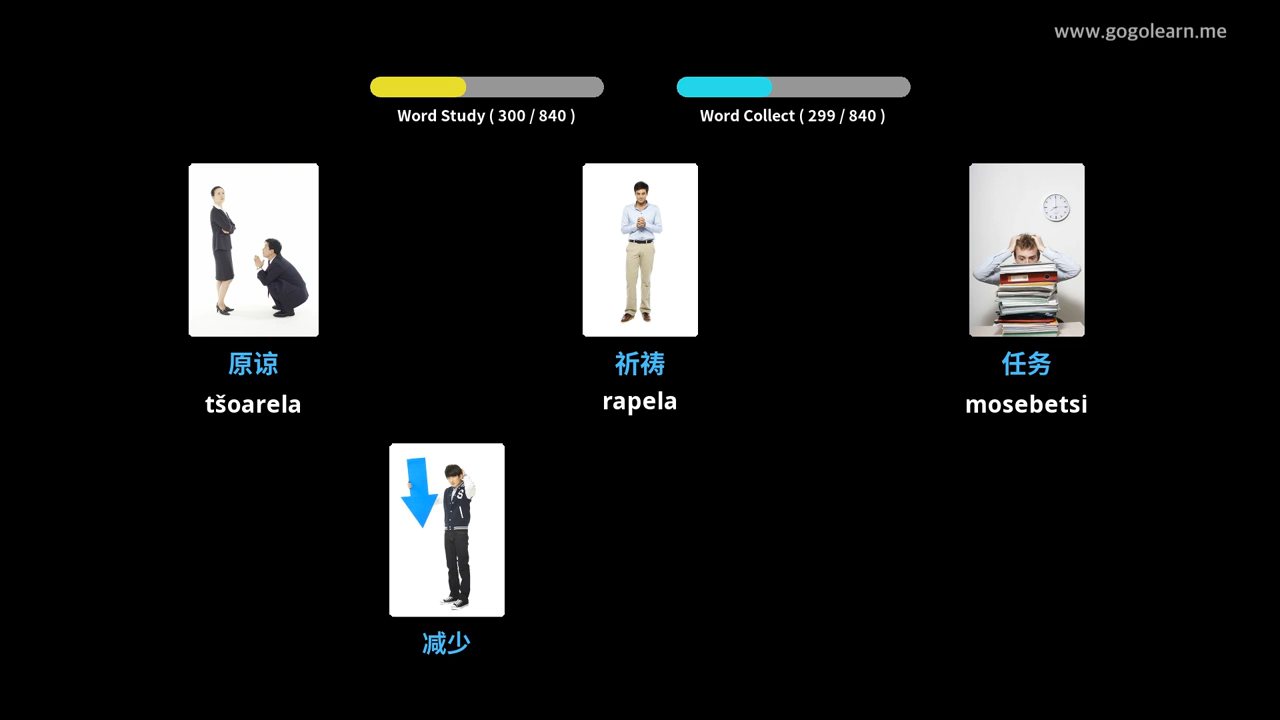 www.gogolearn.me
Word Study ( 300 / 840 )
Word Collect ( 299 / 840 )
原谅
tšoarela
祈祷
rapela
任务
mosebetsi
减少